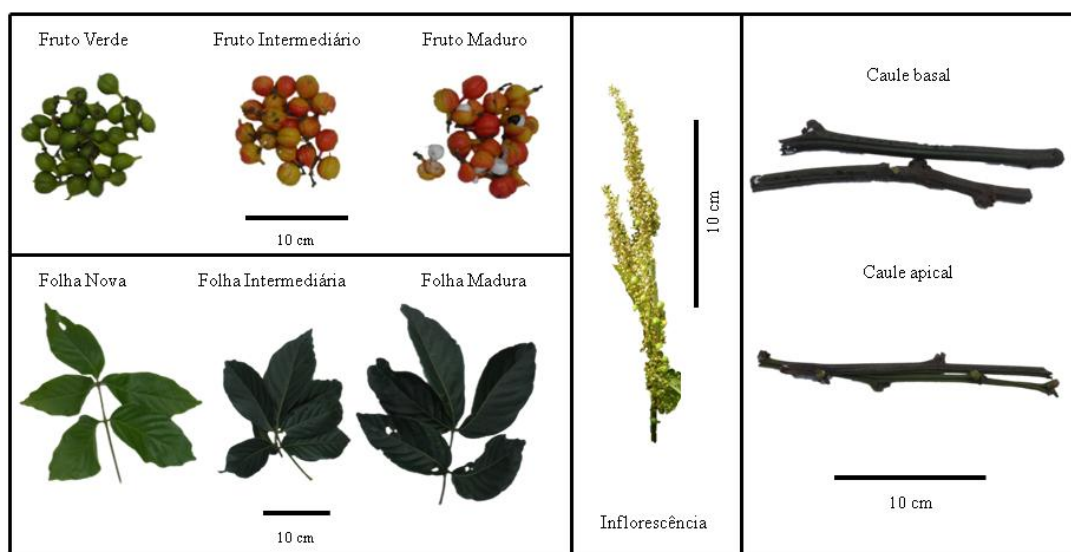 Fruto Verde
Fruto Intermediário
Fruto Maduro
10 cm
Folha Nova
Folha Intermediária
Folha Madura
10 cm
10 cm
Inflorescência
Caule basal
Caule apical
10 cm